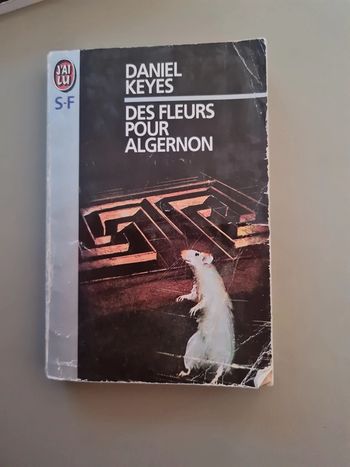 J'AI
LU
S-F
DANIEL
KEYES
DES FLEURS
POUR
ALGERNON